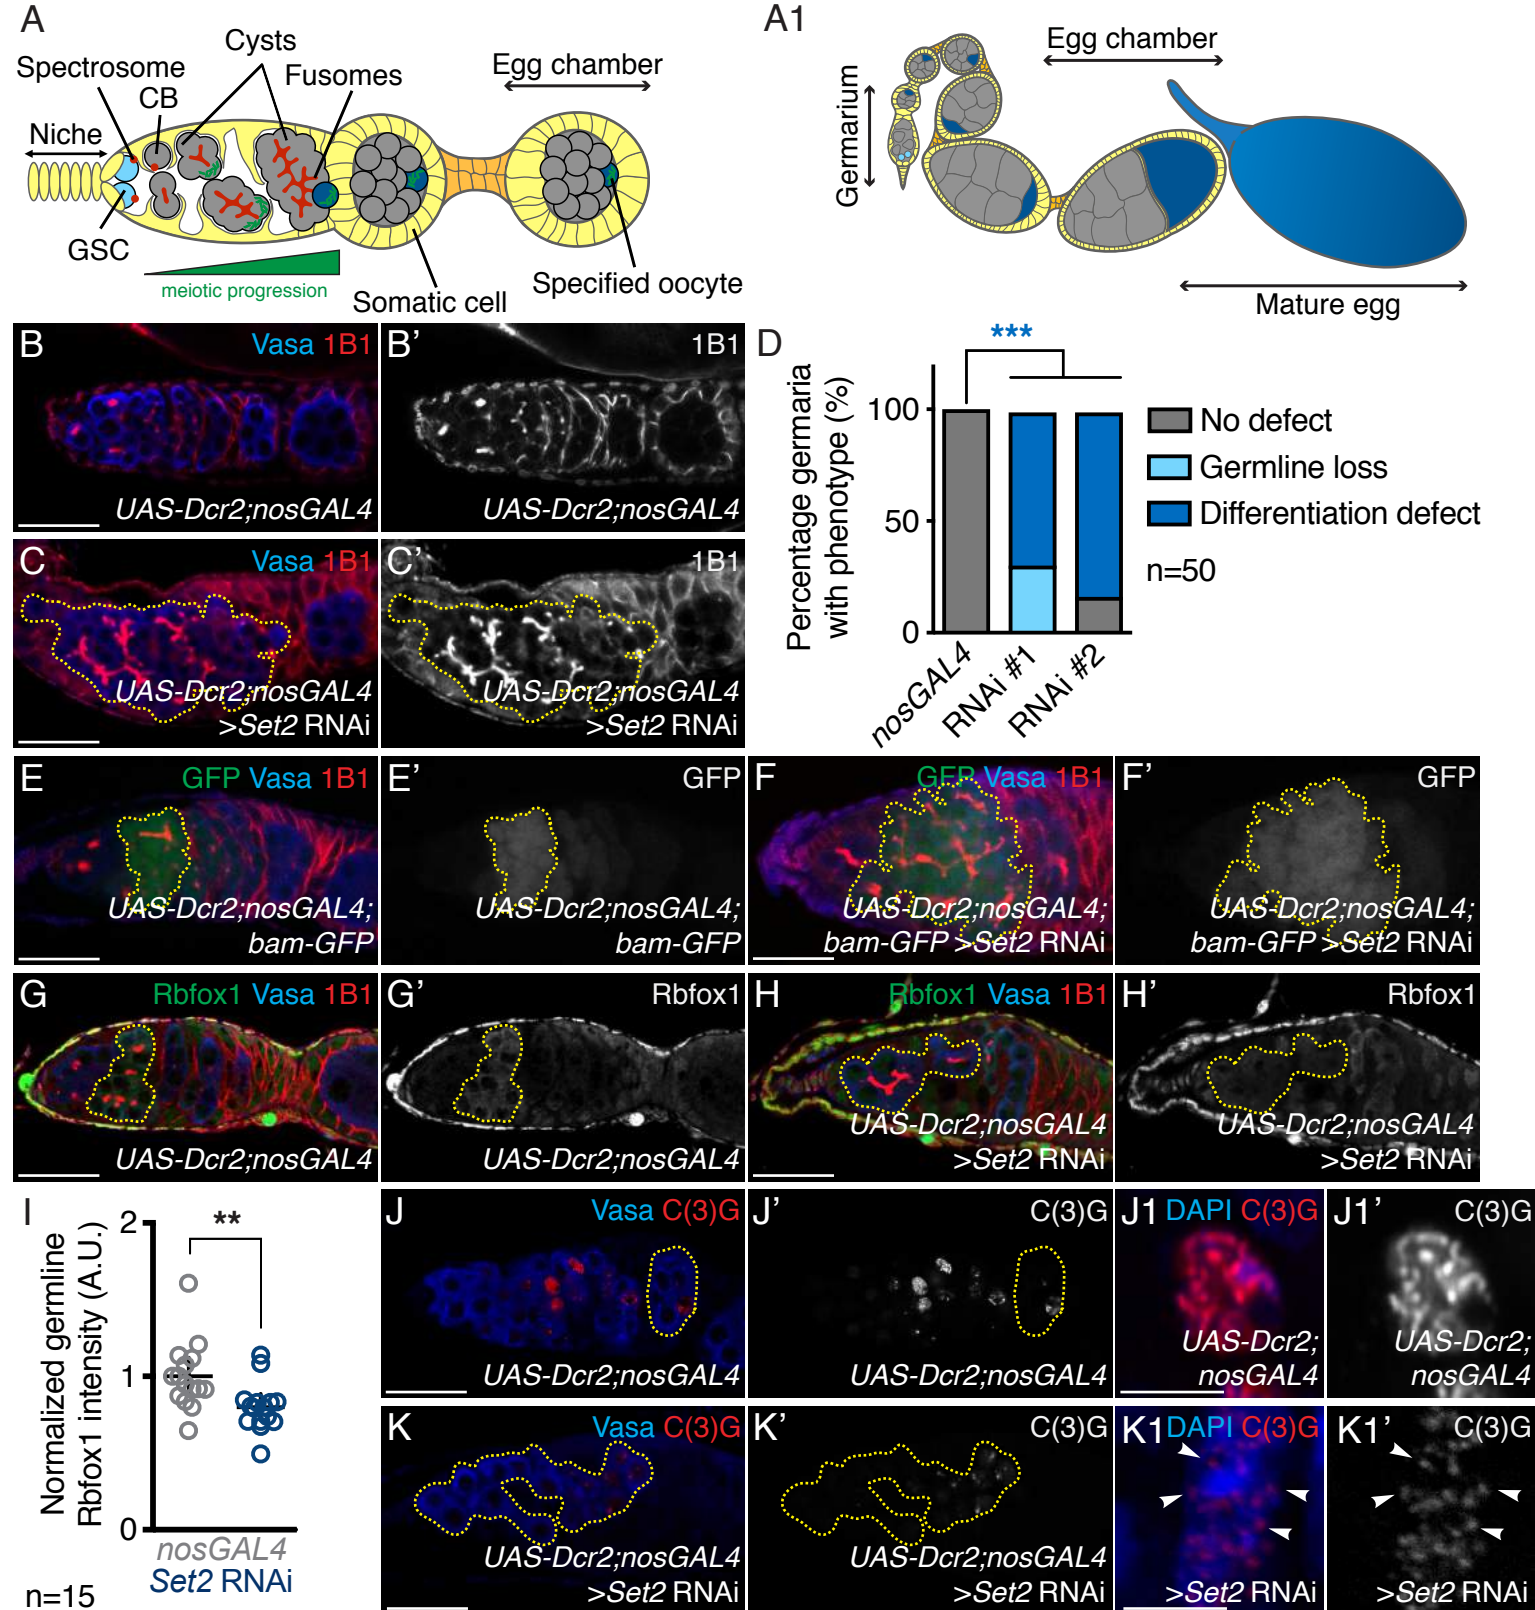 A
Cysts
Spectrosome
CB
Fusomes
Egg chamber
Niche
GSC
meiotic progression
Somatic cell
Specified oocyte
A1
Egg chamber
Germarium
Mature egg
B
Vasa 1B1
UAS-Dcr2;nosGAL4
B’
1B1
UAS-Dcr2;nosGAL4
C
Vasa 1B1
UAS-Dcr2;nosGAL4
>Set2 RNAi
C’
1B1
UAS-Dcr2;nosGAL4
>Set2 RNAi
D
***
Percentage germaria
with phenotype (%)
100
50
0
nosGAL4
RNAi #1
RNAi #2
No defect
Germline loss
Differentiation defect
n=50
E
GFP Vasa 1B1
UAS-Dcr2;nosGAL4;
bam-GFP
E’
GFP
UAS-Dcr2;nosGAL4;
bam-GFP
F
GFP Vasa 1B1
UAS-Dcr2;nosGAL4;
bam-GFP >Set2 RNAi
F’
GFP
UAS-Dcr2;nosGAL4;
bam-GFP >Set2 RNAi
G
Rbfox1 Vasa 1B1
UAS-Dcr2;nosGAL4
G’
Rbfox1
UAS-Dcr2;nosGAL4
H
Rbfox1 Vasa 1B1
UAS-Dcr2;nosGAL4
>Set2 RNAi
H’
Rbfox1
UAS-Dcr2;nosGAL4
>Set2 RNAi
I
Normalized germline
Rbfox1 intensity (A.U.)
2
1
0
**
nosGAL4
Set2 RNAi
n=15
J
Vasa C(3)G
UAS-Dcr2;nosGAL4
J’
C(3)G
UAS-Dcr2;nosGAL4
J1 DAPI C(3)G
UAS-Dcr2;
nosGAL4
J1’
C(3)G
UAS-Dcr2;
nosGAL4
K
Vasa C(3)G
UAS-Dcr2;nosGAL4
>Set2 RNAi
K’
C(3)G
UAS-Dcr2;nosGAL4
>Set2 RNAi
K1 DAPI C(3)G
>Set2 RNAi
K1’
C(3)G
>Set2 RNAi